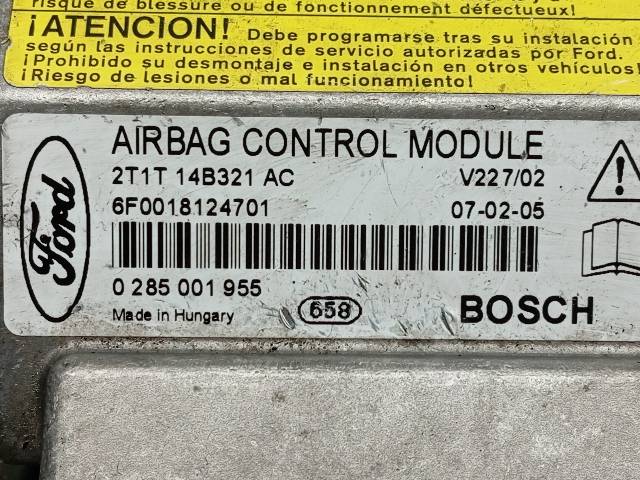 risque de blessure ou de fonctionnement défectueux!
¡ATENCION! Debe programarse tras su instalación
según las instrucciones de servicio autorizadas por Ford.
¡Prohibido su desmontaje e instalación en otros vehículos!
¡Riesgo de lesiones o mal funcionamiento!
Ford
AIRBAG CONTROL MODULE
2T1T 14B321 AC V227/02
6F0018124701 07-02-05
0 285 001 955
Made in Hungary 658 BOSCH